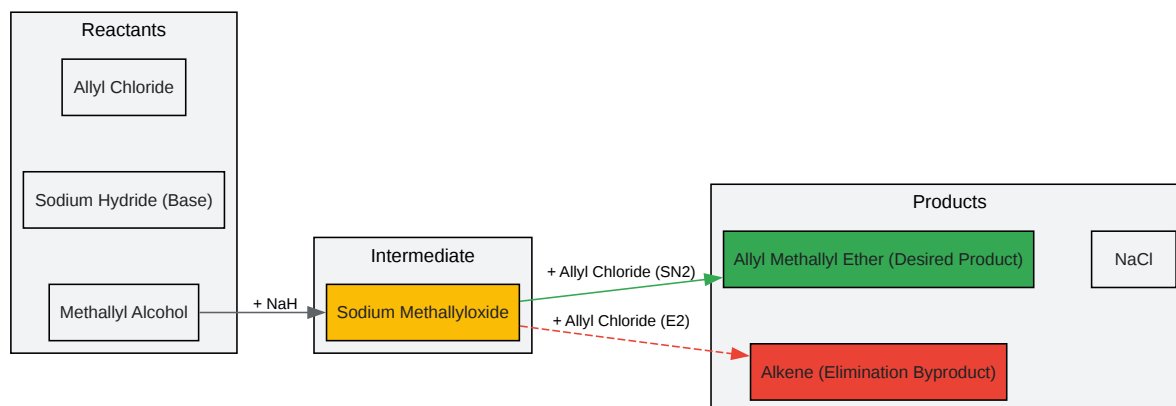 Reactants
Allyl Chloride
Sodium Hydride (Base)
Methallyl Alcohol
+ NaH
Intermediate
Sodium Methallyloxide
+ Allyl Chloride (SN2)
+ Allyl Chloride (E2)
Products
Allyl Methallyl Ether (Desired Product)
NaCl
Alkene (Elimination Byproduct)